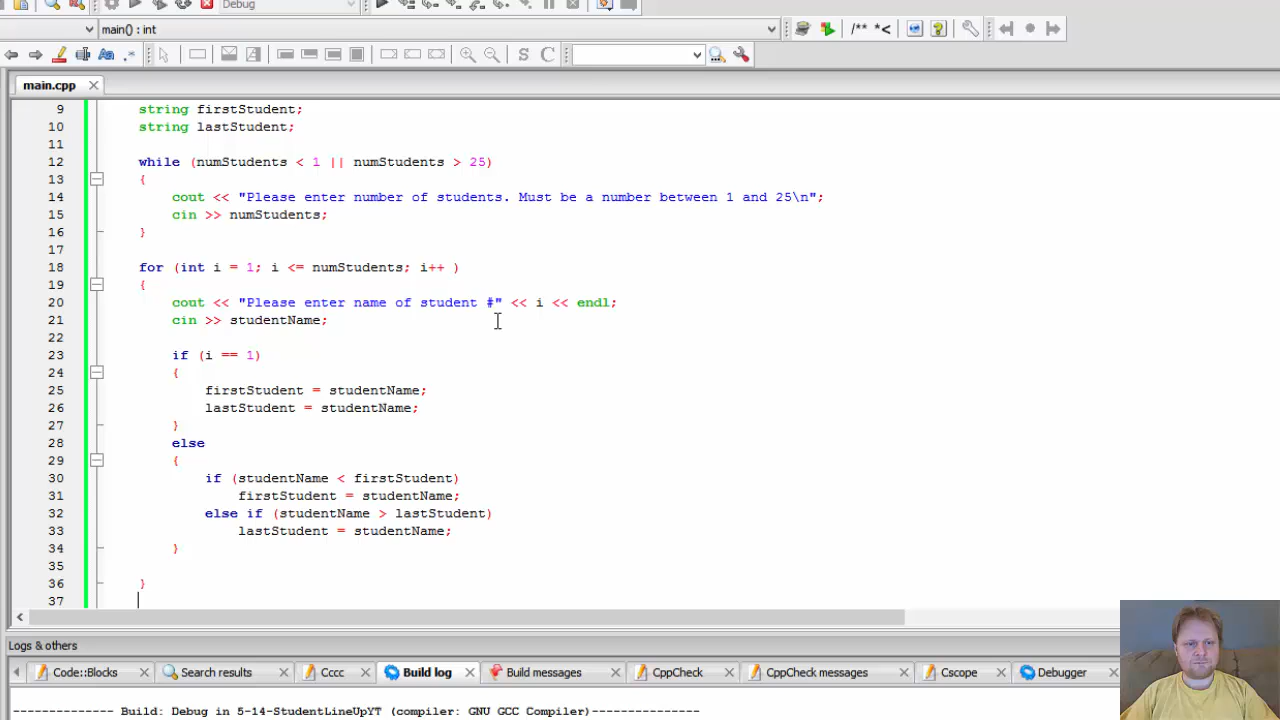 Debug
main() : int
/** *<
S C
main.cpp
9 string firstStudent;
10 string lastStudent;
11
12 while (numStudents < 1 || numStudents > 25)
13 {
14 cout << "Please enter number of students. Must be a number between 1 and 25\n";
15 cin >> numStudents;
16 }
17
18 for (int i = 1; i <= numStudents; i++ )
19 {
20 cout << "Please enter name of student #" << i << endl;
21 cin >> studentName;
22
23 if (i == 1)
24 {
25 firstStudent = studentName;
26 lastStudent = studentName;
27 }
28 else
29 {
30 if (studentName < firstStudent)
31 firstStudent = studentName;
32 else if (studentName > lastStudent)
33 lastStudent = studentName;
34 }
35
36 }
37
Logs & others
Code::Blocks Search results Cccc Build log Build messages CppCheck CppCheck messages Cscope Debugger
-------------- Build: Debug in 5-14-StudentLineUpYT (compiler: GNU GCC Compiler)---------------